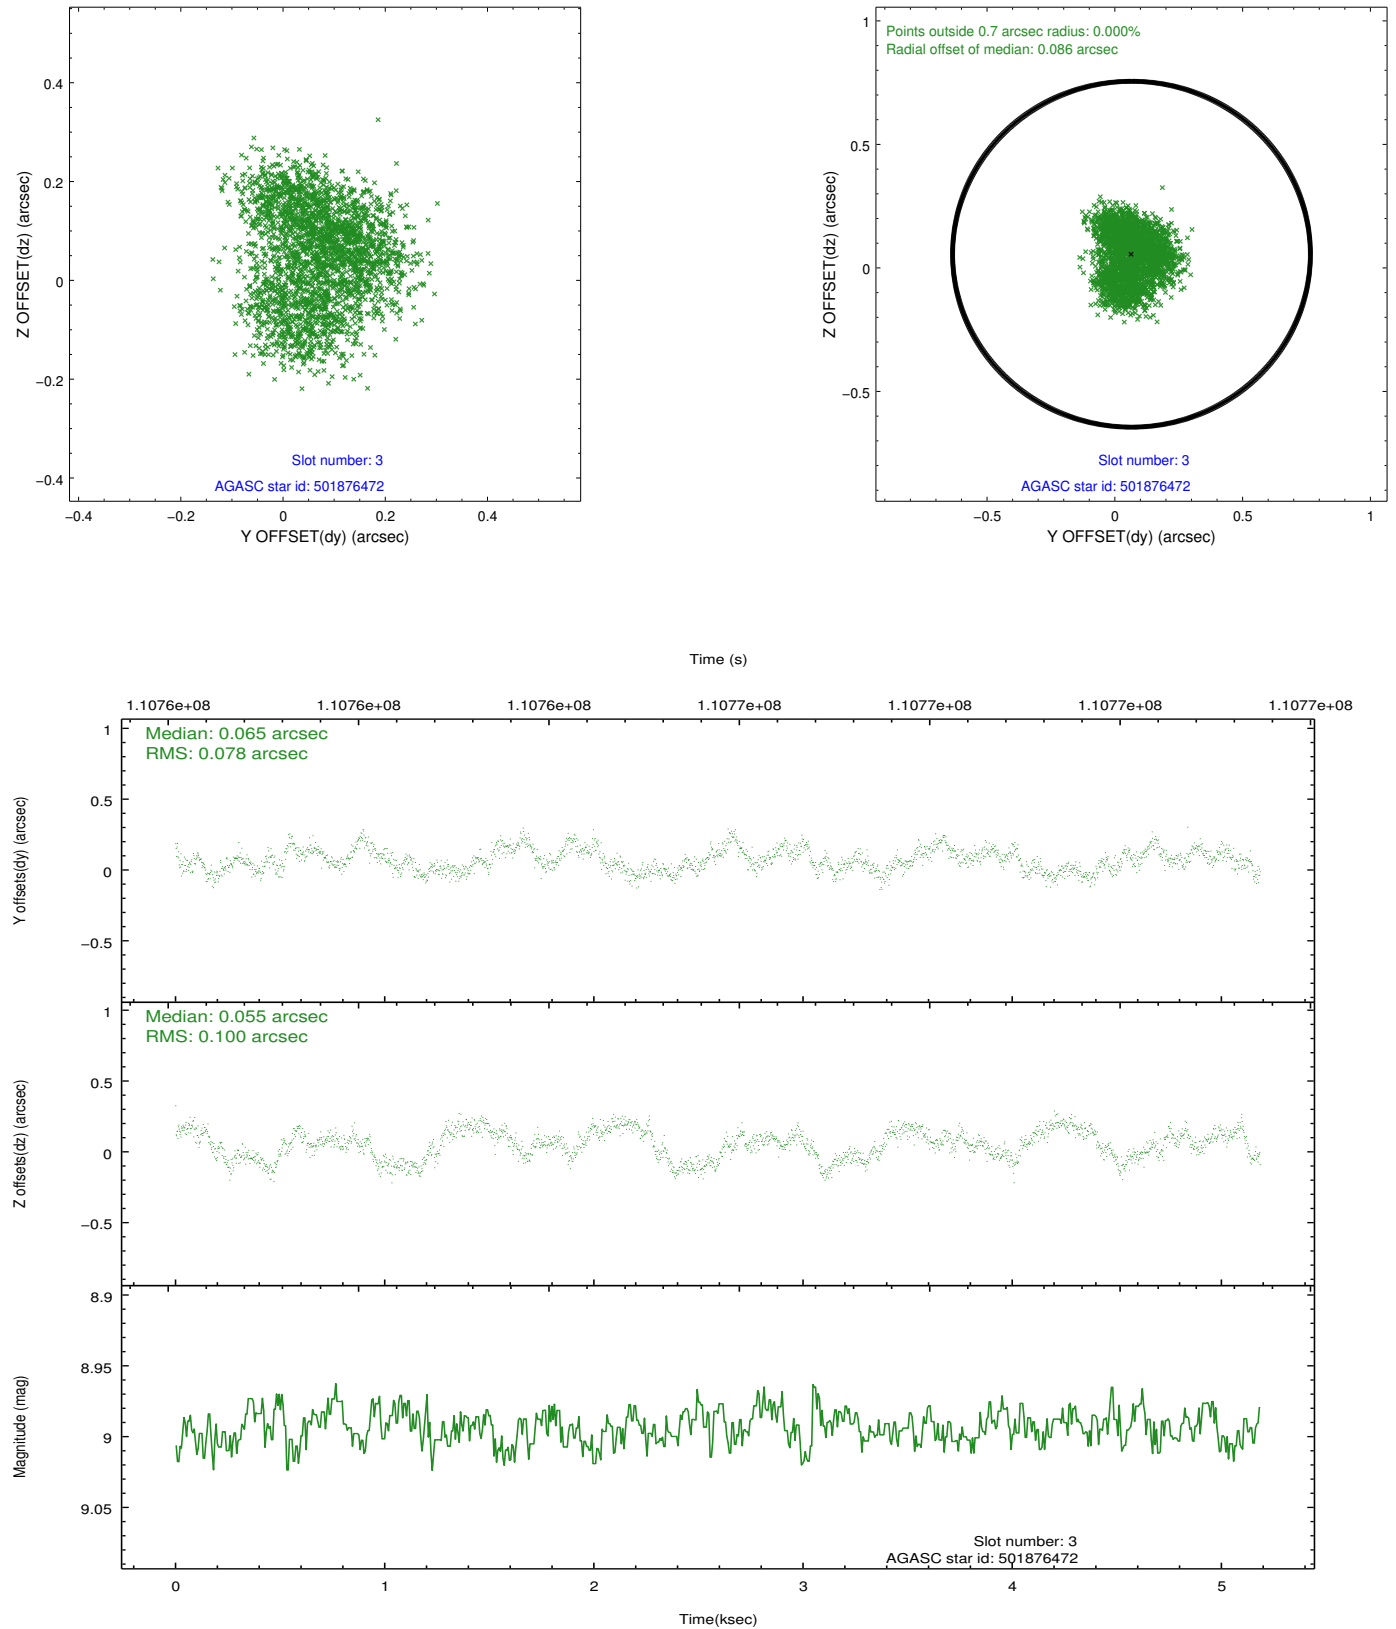 0.4
0.2
0
−0.2
−0.4
Z OFFSET(dz) (arcsec)
Slot number: 3
AGASC star id: 501876472
−0.4 −0.2 0 0.2 0.4
Y OFFSET(dy) (arcsec)
Points outside 0.7 arcsec radius: 0.000%
Radial offset of median: 0.086 arcsec
1
0.5
0
−0.5
Z OFFSET(dz) (arcsec)
Slot number: 3
AGASC star id: 501876472
−0.5 0 0.5 1
Y OFFSET(dy) (arcsec)
Time (s)
1.1076e+08 1.1076e+08 1.1076e+08 1.1077e+08 1.1077e+08 1.1077e+08 1.1077e+08
Median: 0.065 arcsec
RMS: 0.078 arcsec
1
0.5
0
−0.5
Y offsets(dy) (arcsec)
Median: 0.055 arcsec
RMS: 0.100 arcsec
1
0.5
0
−0.5
Z offsets(dz) (arcsec)
8.9
8.95
9
9.05
Magnitude (mag)
Slot number: 3
AGASC star id: 501876472
0 1 2 3 4 5
Time(ksec)